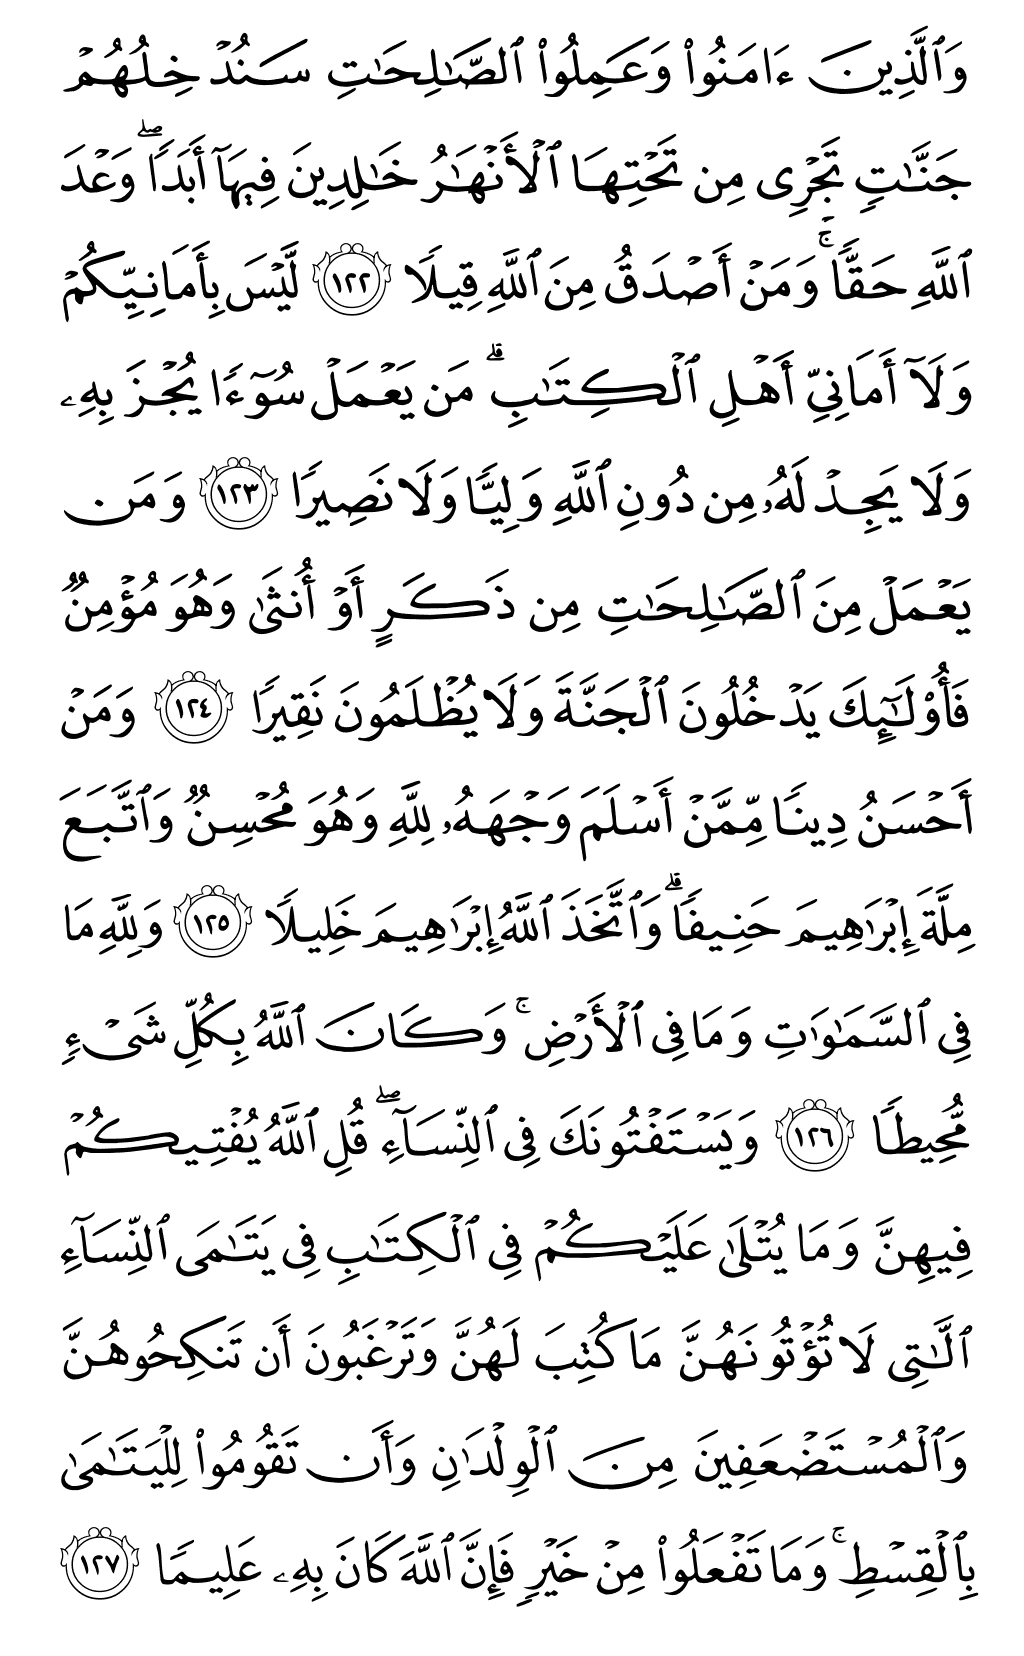 وَٱلَّذِينَ ءَامَنُوا۟ وَعَمِلُوا۟ ٱلصَّـٰلِحَـٰتِ سَنُدْخِلُهُمْ
جَنَّـٰتٍ تَجْرِى مِن تَحْتِهَا ٱلْأَنْهَـٰرُ خَـٰلِدِينَ فِيهَآ أَبَدًا ۖ وَعْدَ
ٱللَّهِ حَقًّا ۚ وَمَنْ أَصْدَقُ مِنَ ٱللَّهِ قِيلًا ١٢٢ لَّيْسَ بِأَمَانِيِّكُمْ
وَلَآ أَمَانِىِّ أَهْلِ ٱلْكِتَـٰبِ ۗ مَن يَعْمَلْ سُوٓءًا يُجْزَ بِهِۦ
وَلَا يَجِدْ لَهُۥ مِن دُونِ ٱللَّهِ وَلِيًّا وَلَا نَصِيرًا ١٢٣ وَمَن
يَعْمَلْ مِنَ ٱلصَّـٰلِحَـٰتِ مِن ذَكَرٍ أَوْ أُنثَىٰ وَهُوَ مُؤْمِنٌ
فَأُو۟لَـٰٓئِكَ يَدْخُلُونَ ٱلْجَنَّةَ وَلَا يُظْلَمُونَ نَقِيرًا ١٢٤ وَمَنْ
أَحْسَنُ دِينًا مِّمَّنْ أَسْلَمَ وَجْهَهُۥ لِلَّهِ وَهُوَ مُحْسِنٌ وَٱتَّبَعَ
مِلَّةَ إِبْرَٰهِيمَ حَنِيفًا ۗ وَٱتَّخَذَ ٱللَّهُ إِبْرَٰهِيمَ خَلِيلًا ١٢٥ وَلِلَّهِ مَا
فِى ٱلسَّمَـٰوَٰتِ وَمَا فِى ٱلْأَرْضِ ۚ وَكَانَ ٱللَّهُ بِكُلِّ شَىْءٍ
مُّحِيطًا ١٢٦ وَيَسْتَفْتُونَكَ فِى ٱلنِّسَآءِ ۖ قُلِ ٱللَّهُ يُفْتِيكُمْ
فِيهِنَّ وَمَا يُتْلَىٰ عَلَيْكُمْ فِى ٱلْكِتَـٰبِ فِى يَتَـٰمَى ٱلنِّسَآءِ
ٱلَّـٰتِى لَا تُؤْتُونَهُنَّ مَا كُتِبَ لَهُنَّ وَتَرْغَبُونَ أَن تَنكِحُوهُنَّ
وَٱلْمُسْتَضْعَفِينَ مِنَ ٱلْوِلْدَٰنِ وَأَن تَقُومُوا۟ لِلْيَتَـٰمَىٰ
بِٱلْقِسْطِ ۚ وَمَا تَفْعَلُوا۟ مِنْ خَيْرٍ فَإِنَّ ٱللَّهَ كَانَ بِهِۦ عَلِيمًا ١٢٧